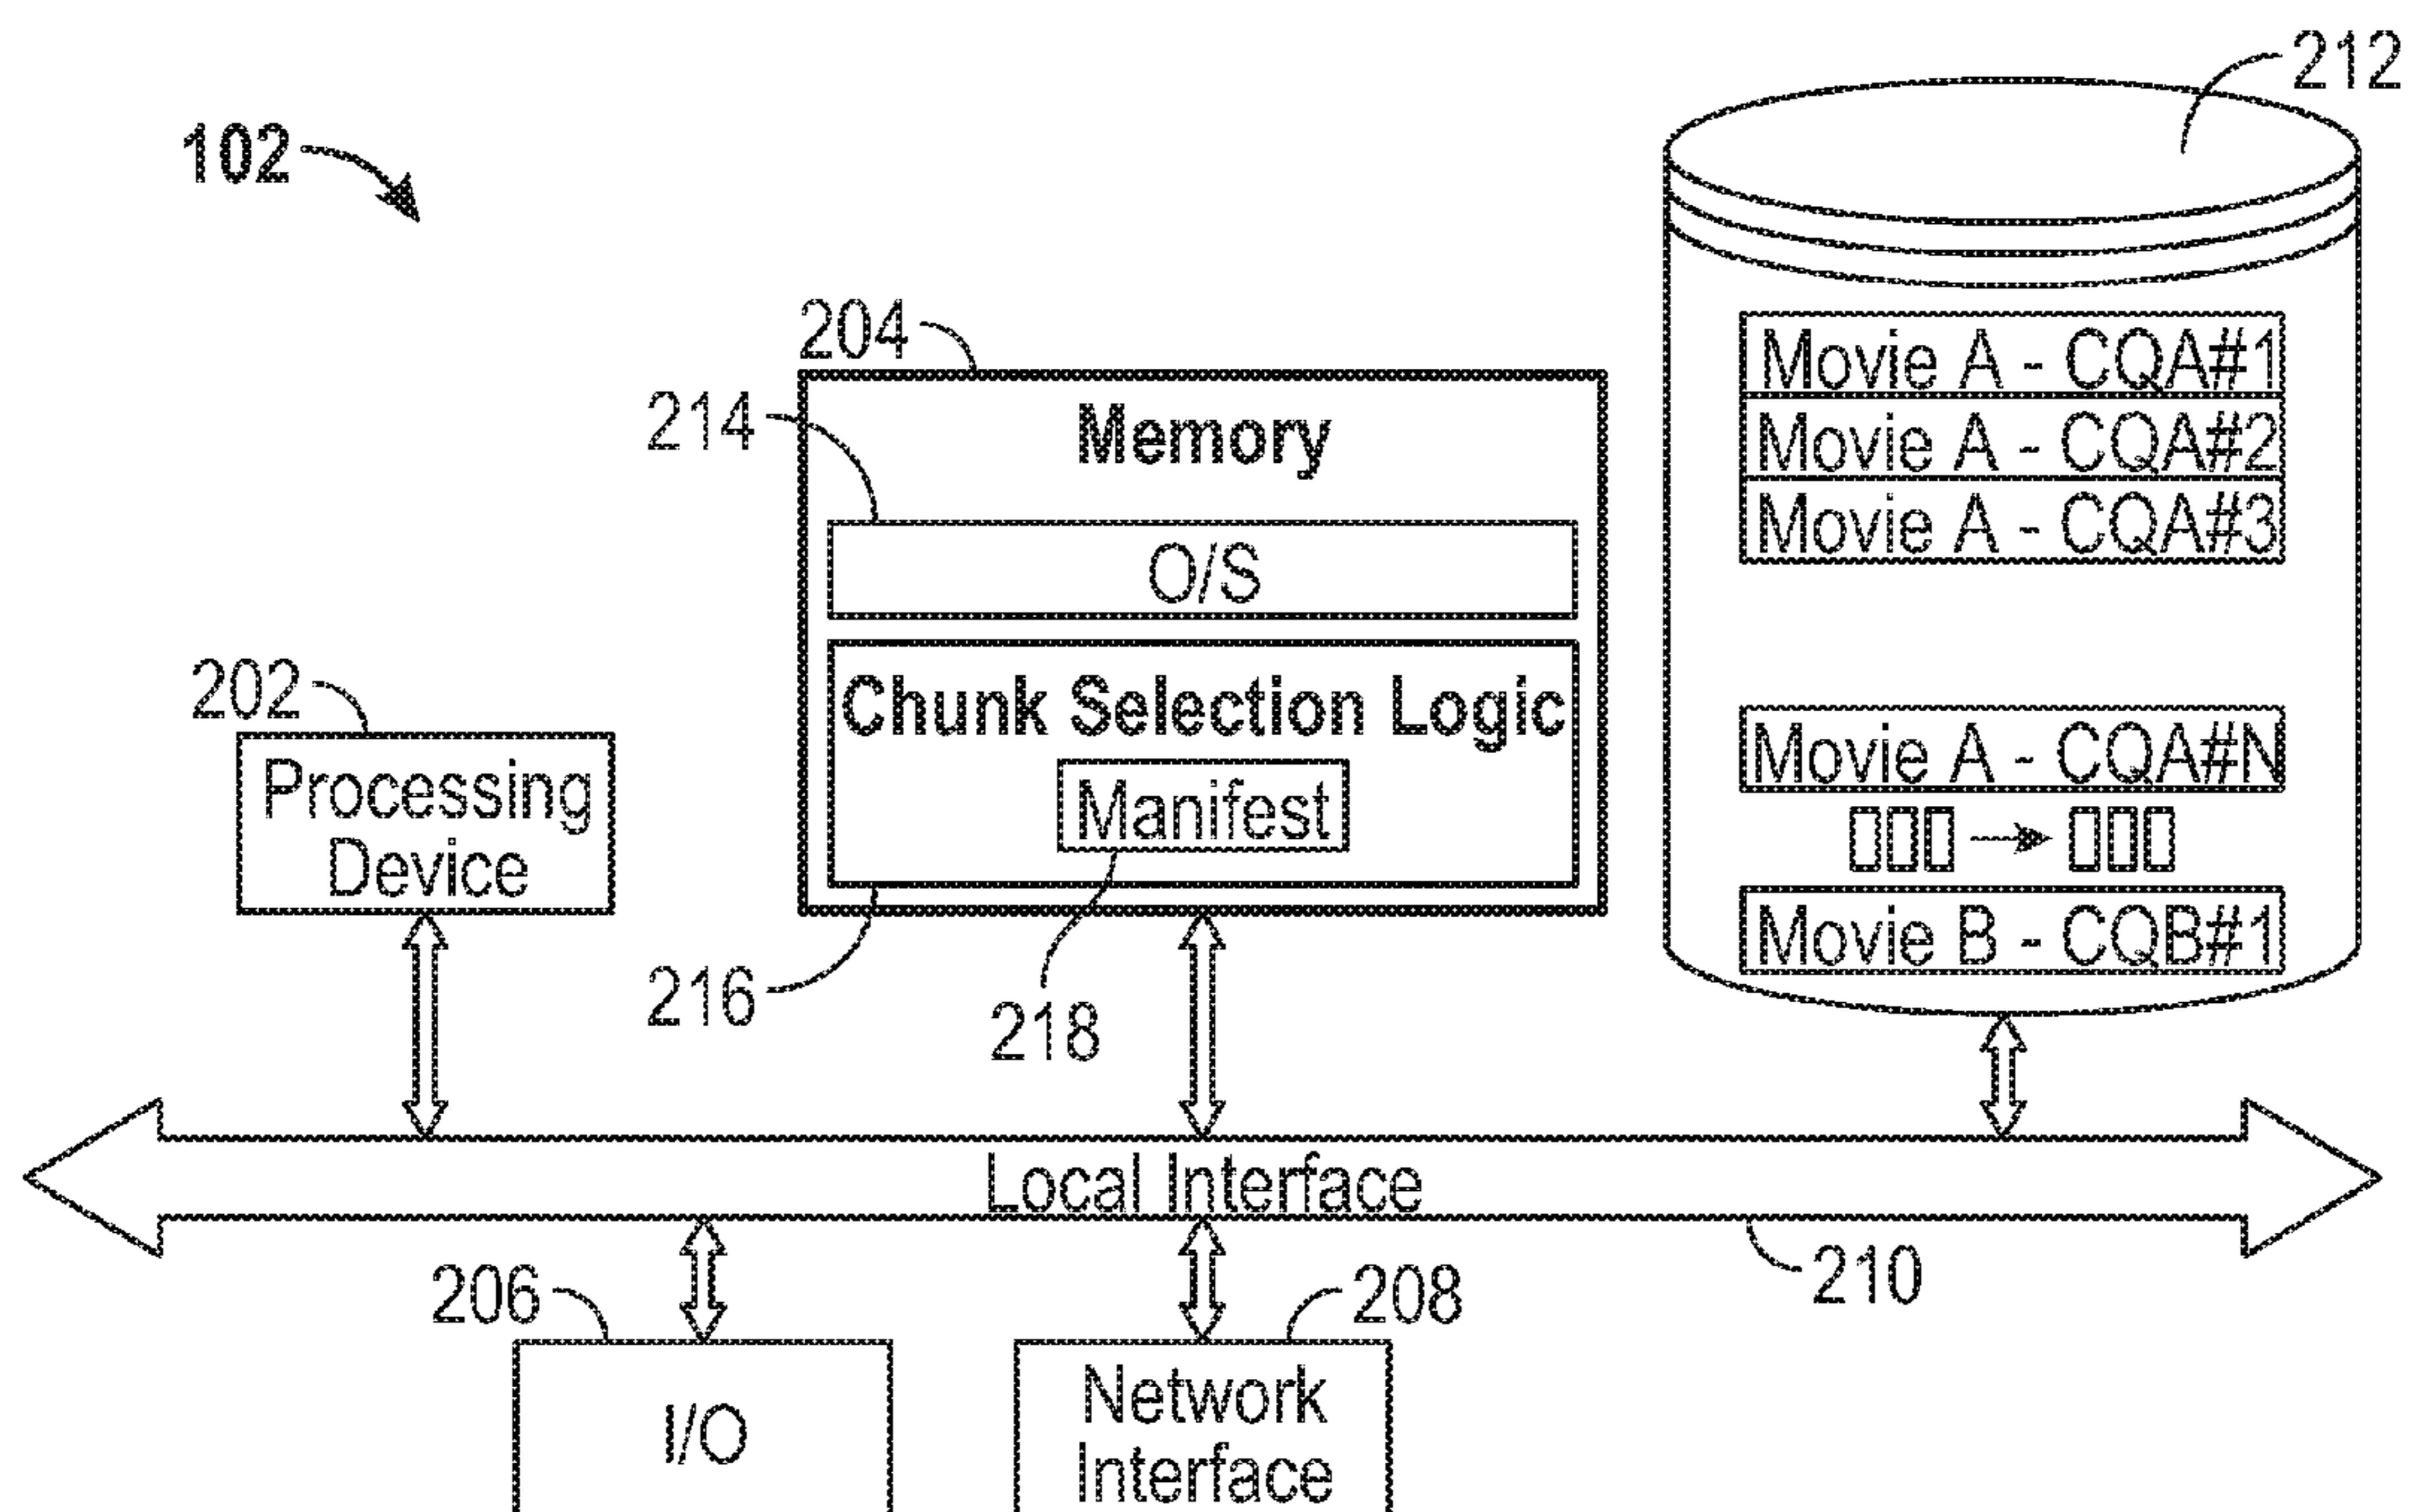 212
102
204
Movie A - CQA#1
214
Memory
Movie A - CQA#2
Movie A - CQA#3
O/S
202
Chunk Selection Logic
Movie A - CQA#N
Processing
Device
Manifest
Movie B - CQB#1
216
218
Local Interface
206
208
210
I/O
Network
Interface